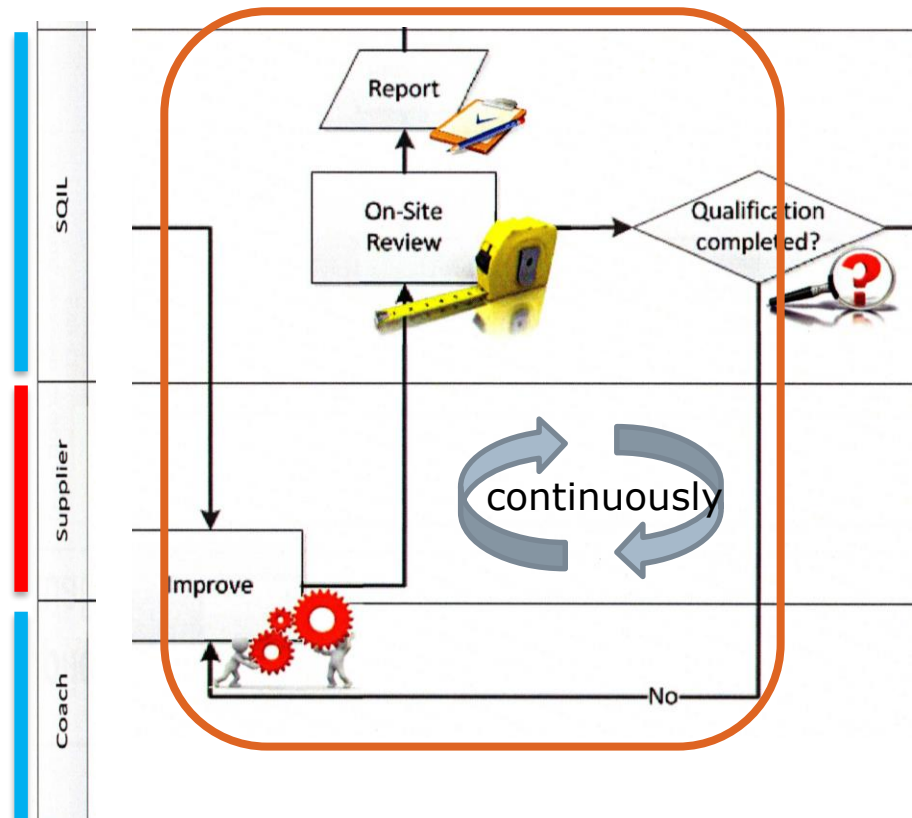 SQIL
Report
On-Site
Review
Qualification
completed?
Supplier
continuously
Improve
Coach
No